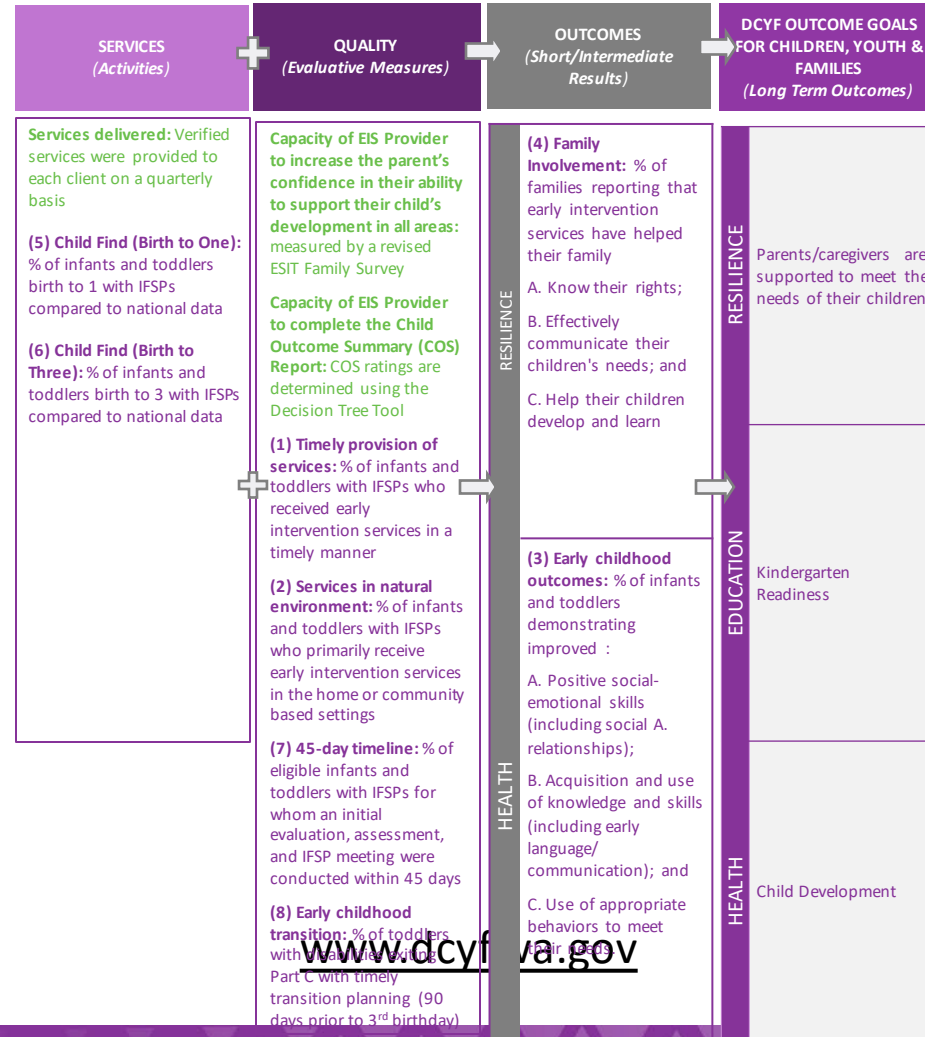 SERVICES
(Activities)
QUALITY
(Evaluative Measures)
OUTCOMES
(Short/Intermediate
Results)
DCYF OUTCOME GOALS
FOR CHILDREN, YOUTH &
FAMILIES
(Long Term Outcomes)
Services delivered: Verified
services were provided to
each client on a quarterly
basis
(5) Child Find (Birth to One):
% of infants and toddlers
birth to 1 with IFSPs
compared to national data
(6) Child Find (Birth to
Three): % of infants and
toddlers birth to 3 with IFSPs
compared to national data
Capacity of EIS Provider
to increase the parent's
confidence in their ability
to support their child's
development in all areas:
measured by a revised
ESIT Family Survey
Capacity of EIS Provider
to complete the Child
Outcome Summary (COS)
Report: COS ratings are
determined using the
Decision Tree Tool
(1) Timely provision of
services: % of infants and
toddlers with IFSPs who
received early
intervention services in a
timely manner
(2) Services in natural
environment: % of infants
and toddlers with IFSPs
who primarily receive
early intervention services
in the home or community
based settings
(7) 45-day timeline: % of
eligible infants and
toddlers with IFSPs for
whom an initial
evaluation, assessment,
and IFSP meeting were
conducted within 45 days
(8) Early childhood
transition: % of toddlers
with disabilities exiting
Part C with timely
transition planning (90
days prior to 3rd birthday)
RESILIENCE
(4) Family
Involvement: % of
families reporting that
early intervention
services have helped
their family
A. Know their rights;
B. Effectively
communicate their
children's needs; and
C. Help their children
develop and learn
HEALTH
(3) Early childhood
outcomes: % of infants
and toddlers
demonstrating
improved :
A. Positive social-
emotional skills
(including social A.
relationships);
B. Acquisition and use
of knowledge and skills
(including early
language/
communication); and
C. Use of appropriate
behaviors to meet
their needs.
RESILIENCE
Parents/caregivers are
supported to meet the
needs of their children
EDUCATION
Kindergarten
Readiness
HEALTH
Child Development
www.dcyf.wa.gov